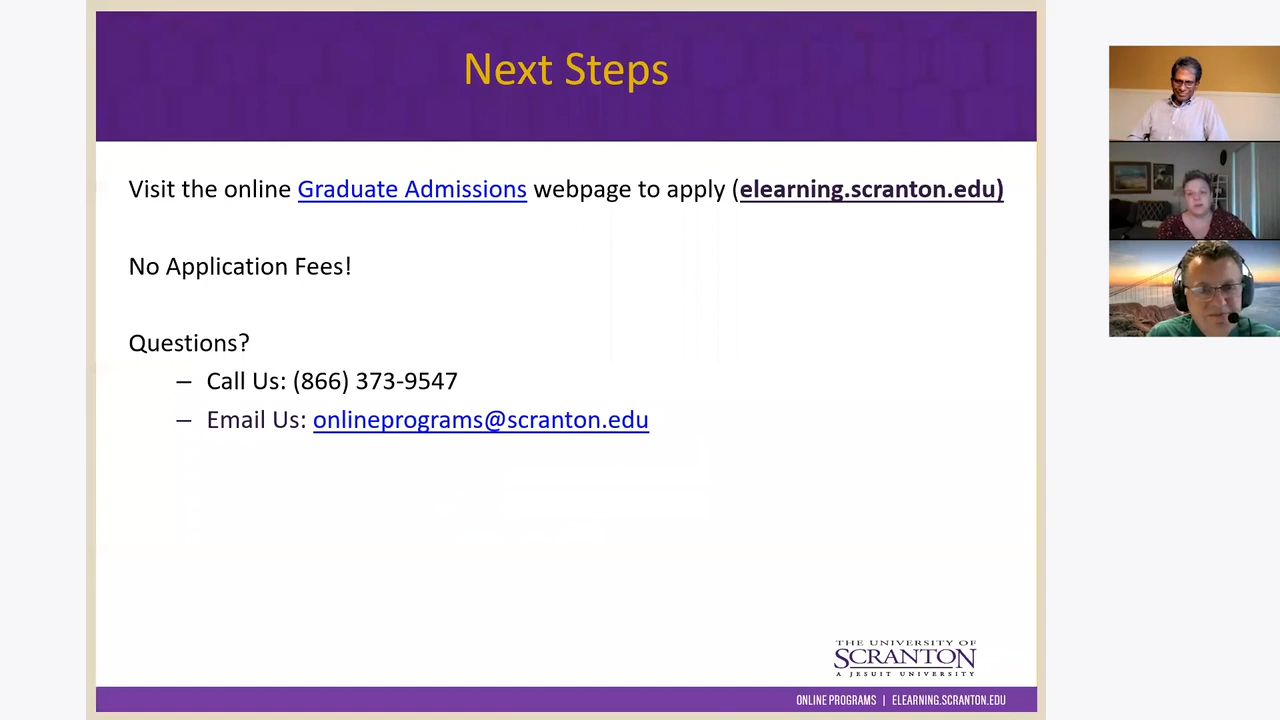 Next Steps
Visit the online Graduate Admissions webpage to apply (elearning.scranton.edu)
No Application Fees!
Questions?
– Call Us: (866) 373-9547
– Email Us: onlineprograms@scranton.edu
THE UNIVERSITY OF
SCRANTON
A JESUIT UNIVERSITY
ONLINE PROGRAMS | ELEARNING.SCRANTON.EDU